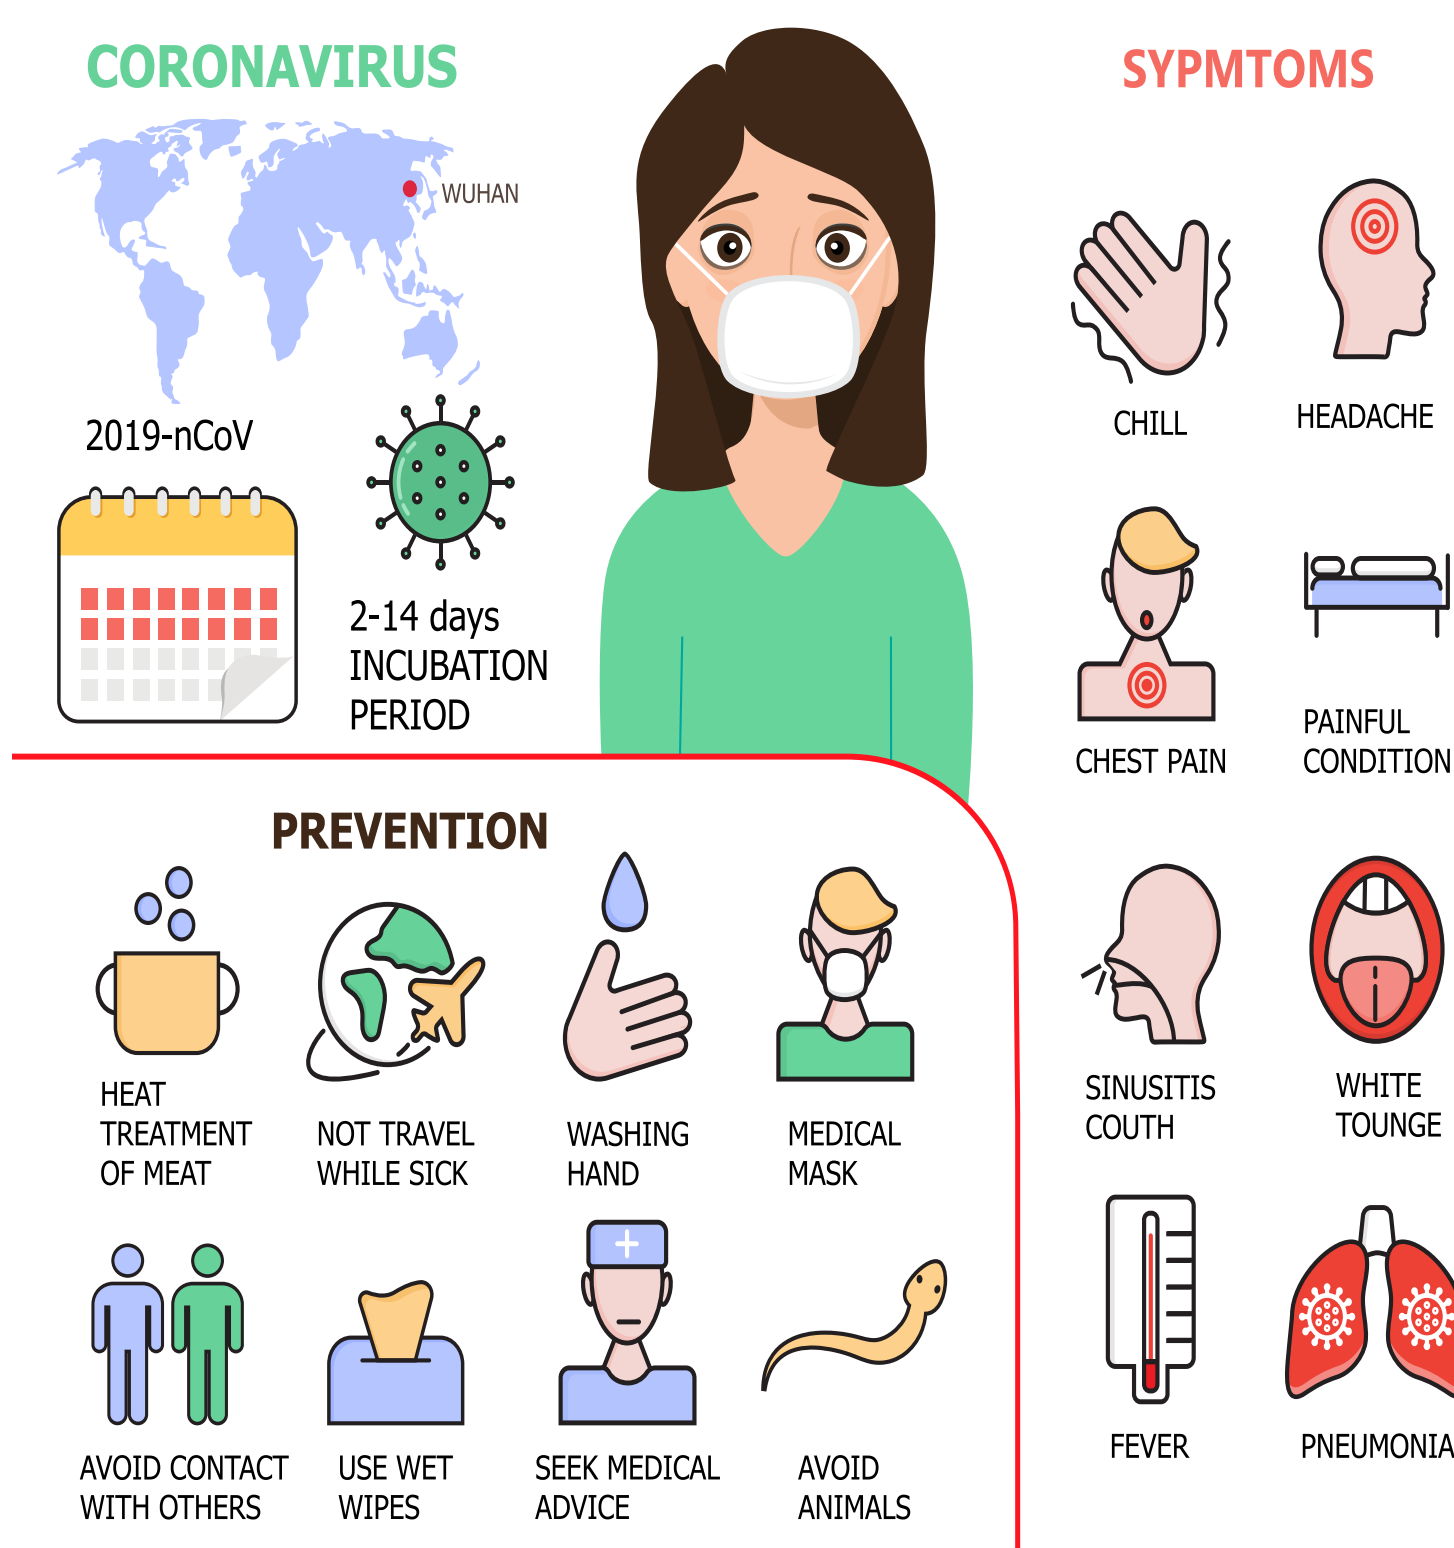 CORONAVIRUS
WUHAN
2019-nCoV
2-14 days
INCUBATION
PERIOD
SYPMTOMS
CHILL
HEADACHE
CHEST PAIN
PAINFUL
CONDITION
SINUSITIS
COUTH
WHITE
TOUNGE
FEVER
PNEUMONIA
PREVENTION
HEAT
TREATMENT
OF MEAT
NOT TRAVEL
WHILE SICK
WASHING
HAND
MEDICAL
MASK
AVOID CONTACT
WITH OTHERS
USE WET
WIPES
SEEK MEDICAL
ADVICE
AVOID
ANIMALS